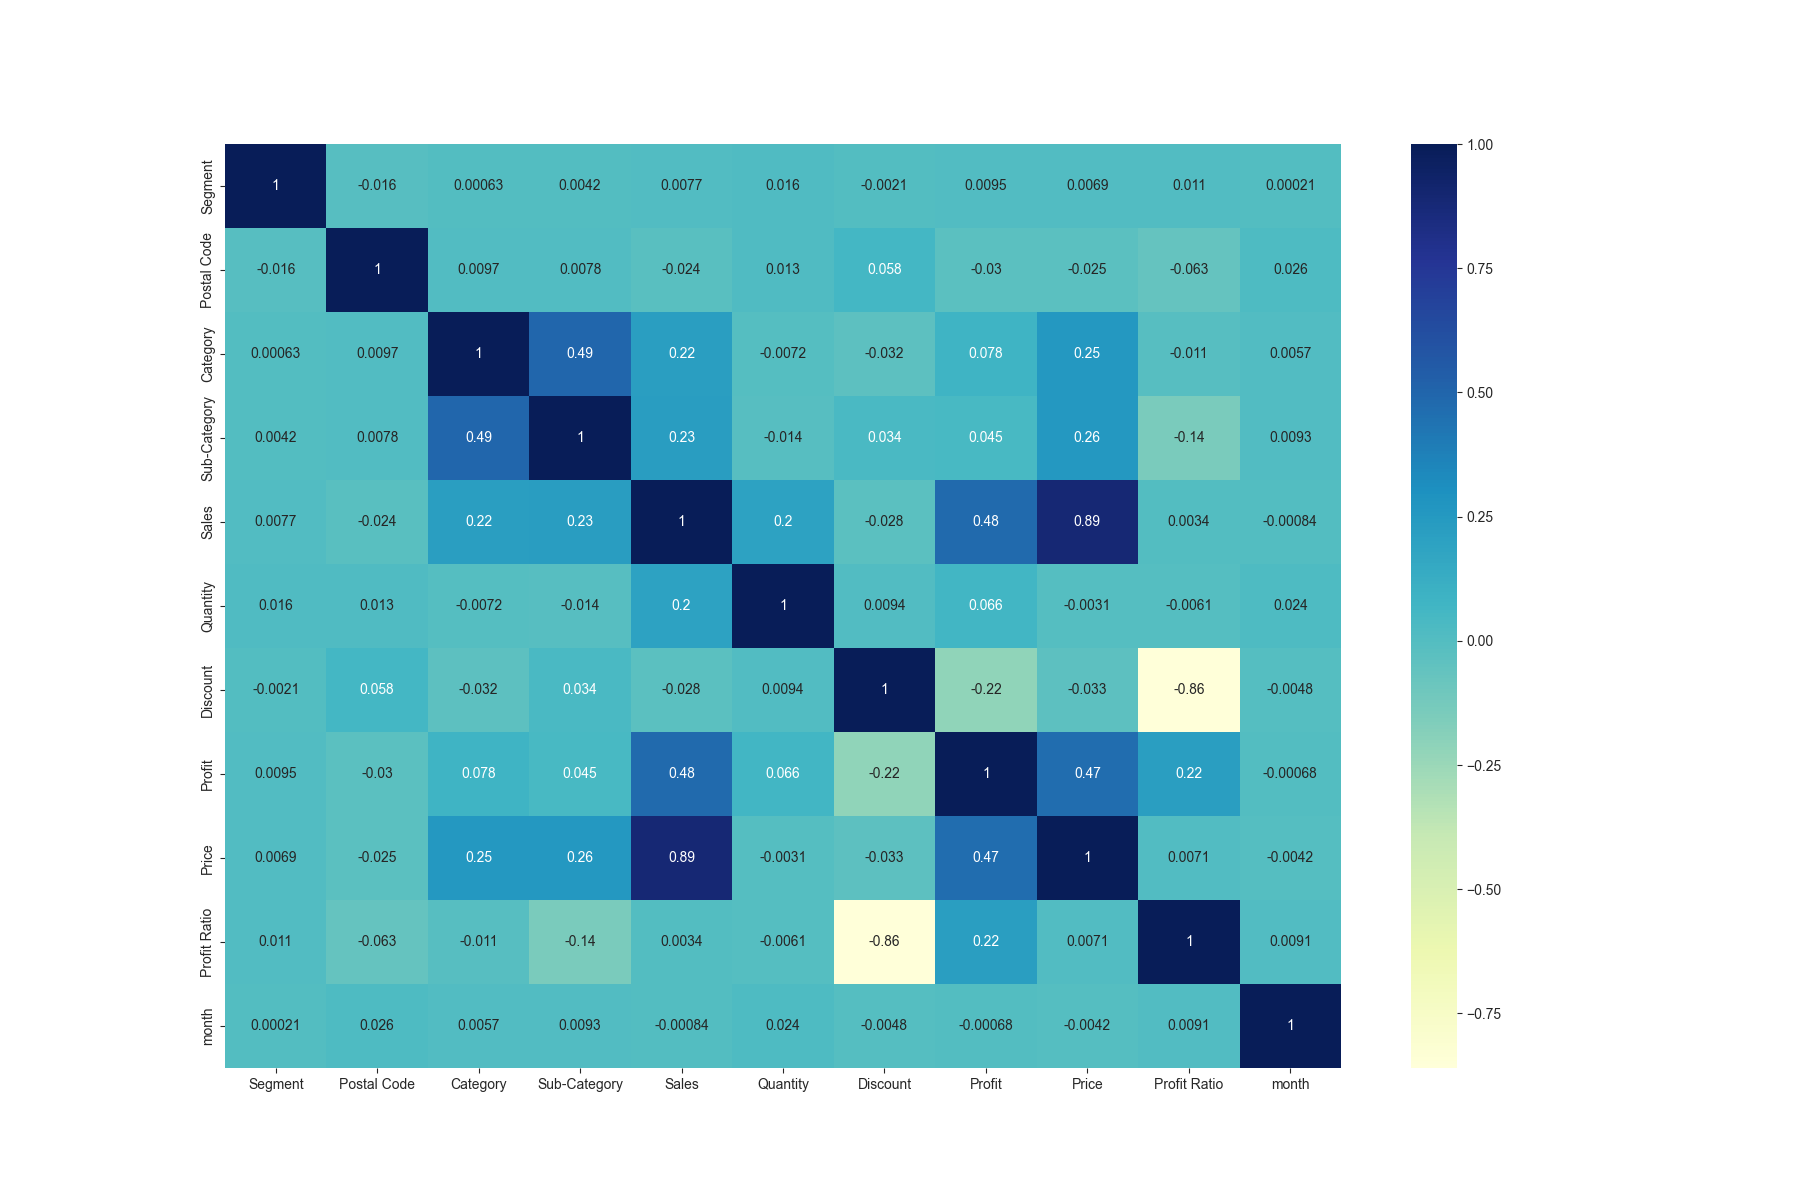 Segment 1 -0.016 0.00063 0.0042 0.0077 0.016 -0.0021 0.0095 0.0069 0.011 0.00021
Postal Code -0.016 1 0.0097 0.0078 -0.024 0.013 0.058 -0.03 -0.025 -0.063 0.026
Category 0.00063 0.0097 1 0.49 0.22 -0.0072 -0.032 0.078 0.25 -0.011 0.0057
Sub-Category 0.0042 0.0078 0.49 1 0.23 -0.014 0.034 0.045 0.26 -0.14 0.0093
Sales 0.0077 -0.024 0.22 0.23 1 0.2 -0.028 0.48 0.89 0.0034 -0.00084
Quantity 0.016 0.013 -0.0072 -0.014 0.2 1 0.0094 0.066 -0.0031 -0.0061 0.024
Discount -0.0021 0.058 -0.032 0.034 -0.028 0.0094 1 -0.22 -0.033 -0.86 -0.0048
Profit 0.0095 -0.03 0.078 0.045 0.48 0.066 -0.22 1 0.47 0.22 -0.00068
Price 0.0069 -0.025 0.25 0.26 0.89 -0.0031 -0.033 0.47 1 0.0071 -0.0042
Profit Ratio 0.011 -0.063 -0.011 -0.14 0.0034 -0.0061 -0.86 0.22 0.0071 1 0.0091
month 0.00021 0.026 0.0057 0.0093 -0.00084 0.024 -0.0048 -0.00068 -0.0042 0.0091 1
Segment Postal Code Category Sub-Category Sales Quantity Discount Profit Price Profit Ratio month
1.00
0.75
0.50
0.25
0.00
−0.25
−0.50
−0.75